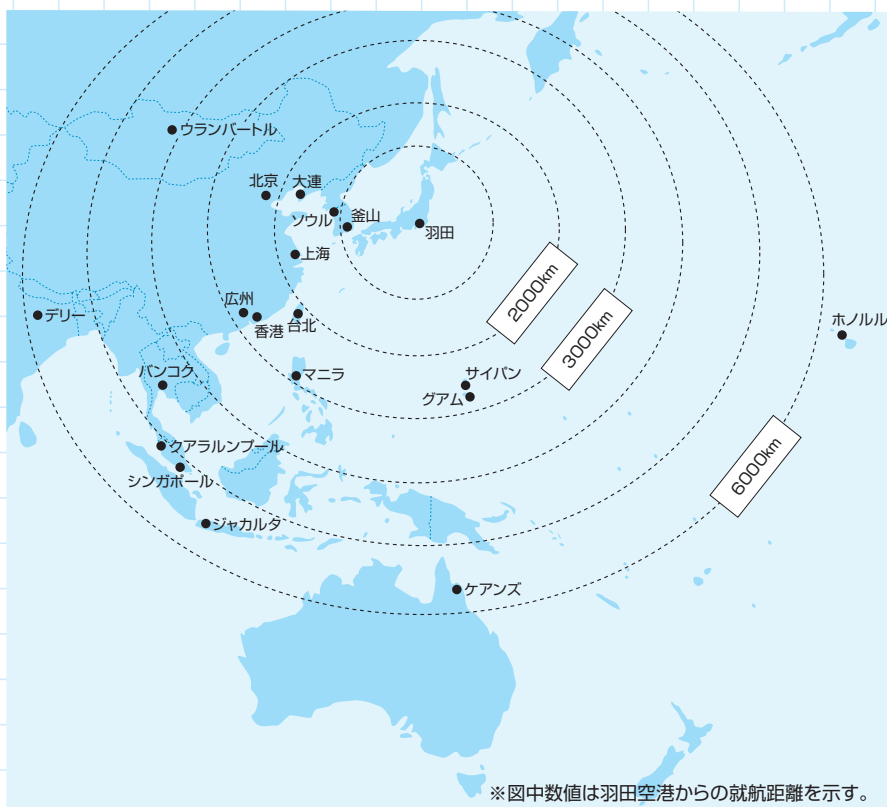 ウランバートル
北京
大連
ソウル
釜山
羽田
上海
広州
香港
台北
デリー
バンコク
マニラ
サイパン
グアム
ホノルル
クアラルンプール
シンガポール
ジャカルタ
ケアンズ
2000km
3000km
6000km
※図中数値は羽田空港からの就航距離を示す。